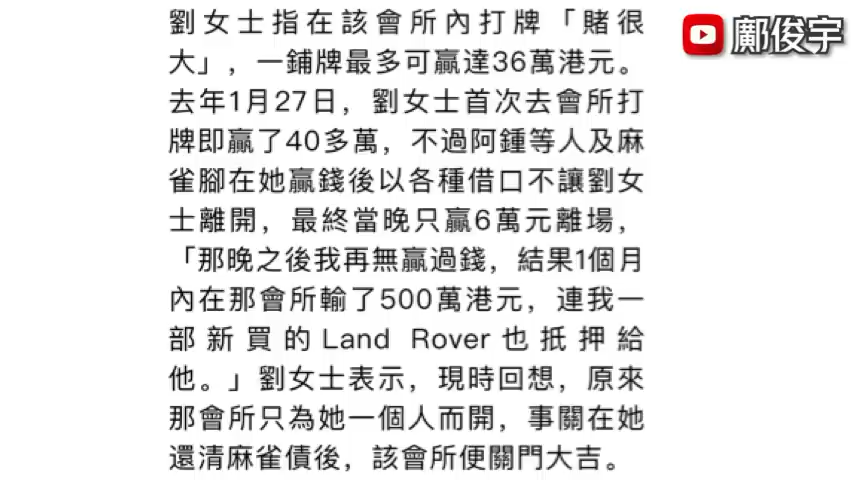 劉女士指在該會所內打牌「賭很
大」，一鋪牌最多可贏達36萬港元。
去年1月27日，劉女士首次去會所打
牌即贏了40多萬，不過阿鍾等人及麻
雀腳在她贏錢後以各種借口不讓劉女
士離開，最終當晚只贏6萬元離場，
「那晚之後我再無贏過錢，結果1個月
內在那會所輸了500萬港元，連我一
部新買的Land Rover也抵押給
他。」劉女士表示，現時回想，原來
那會所只為她一個人而開，事關在她
還清麻雀債後，該會所便關門大吉。
鄺俊宇